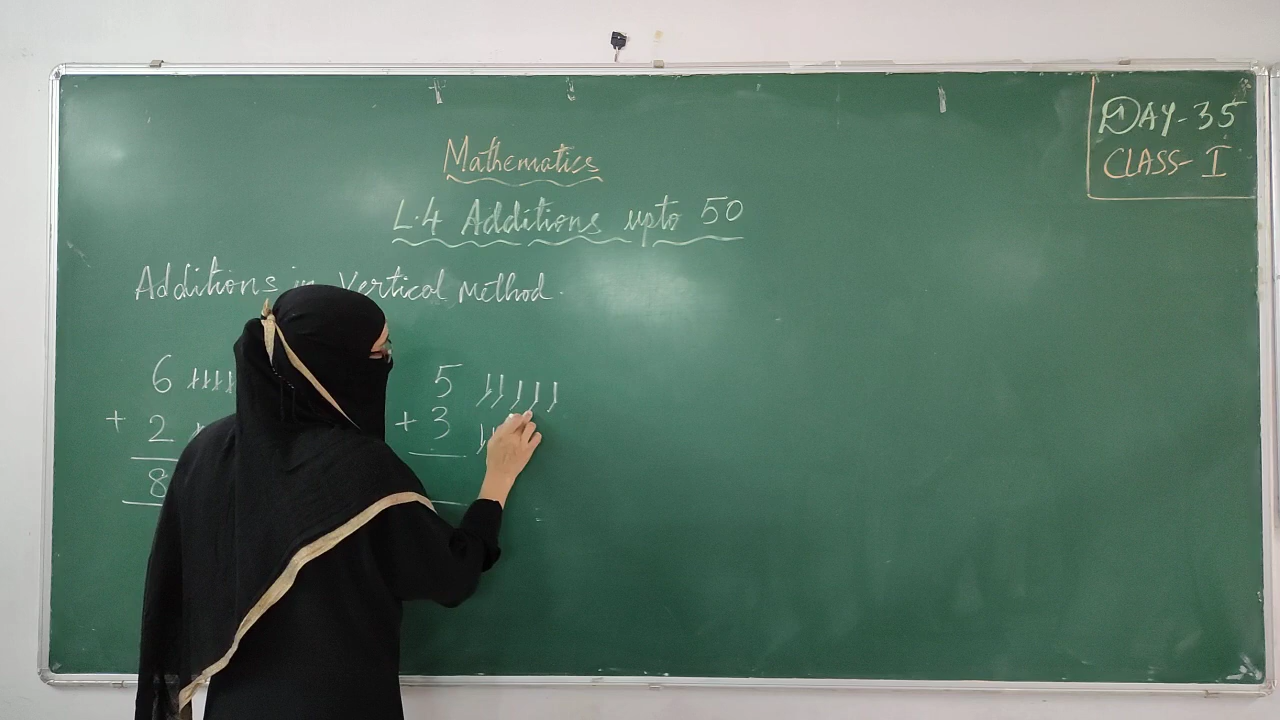 DAY-35
CLASS-I
Mathematics
L.4 Additions upto 50
Additions in Vertical Method.
6 5
+ 2 + 3
8